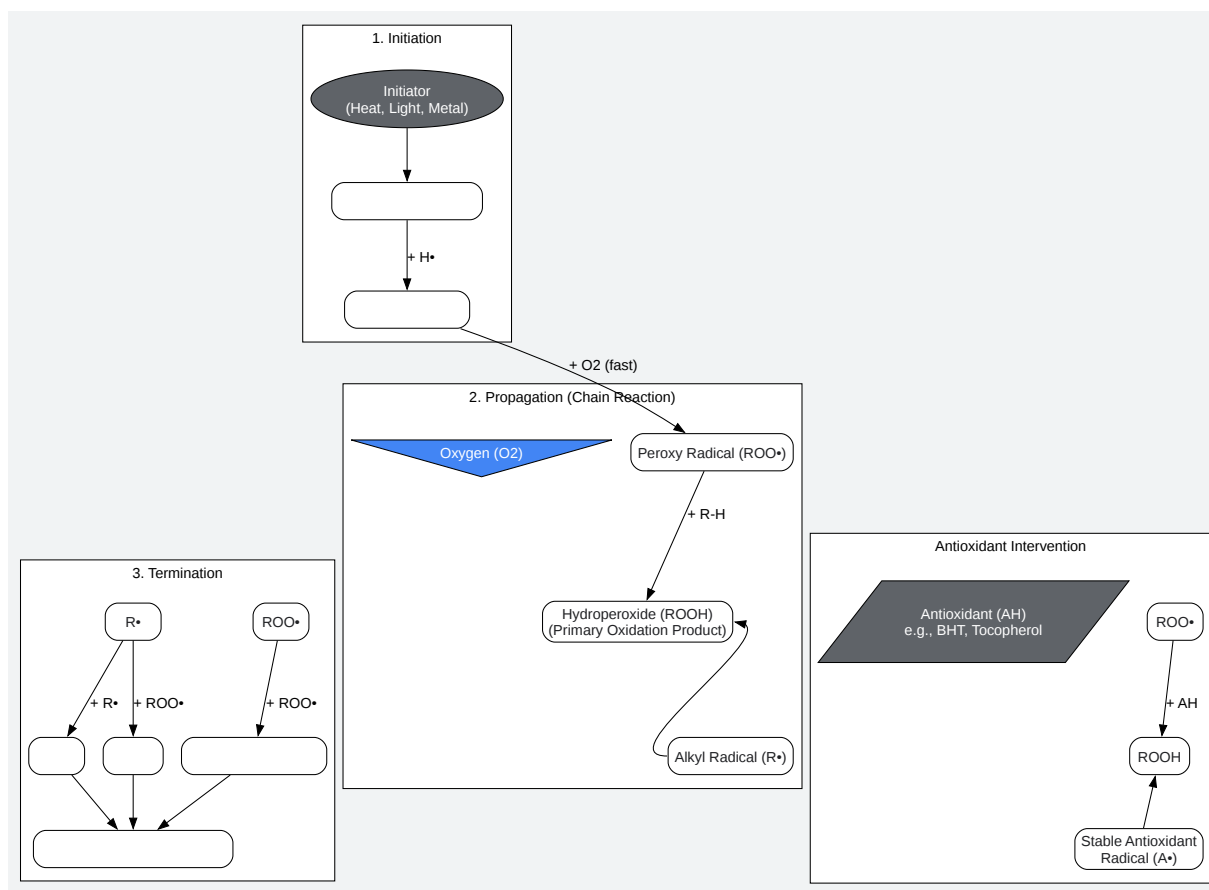 1. Initiation
Initiator
(Heat, Light, Metal)
+ H•
+ O2 (fast)
2. Propagation (Chain Reaction)
Oxygen (O2)
Peroxy Radical (ROO•)
+ R-H
Hydroperoxide (ROOH)
(Primary Oxidation Product)
Alkyl Radical (R•)
3. Termination
R•
ROO•
+ R•
+ ROO•
+ ROO•
Antioxidant Intervention
Antioxidant (AH)
e.g., BHT, Tocopherol
ROO•
+ AH
ROOH
Stable Antioxidant
Radical (A•)